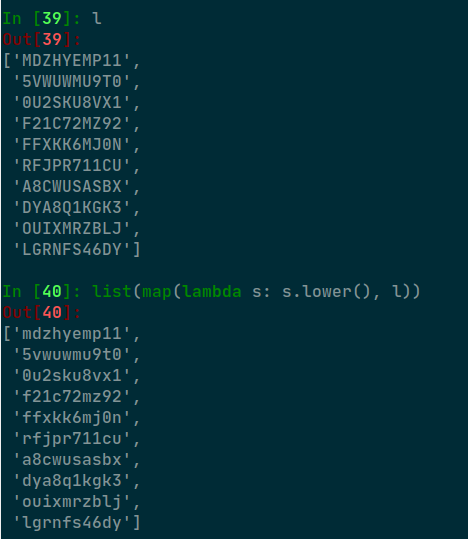 In [39]: l
Out[39]:
['MDZHYEMP11',
 '5VWUWMU9T0',
 '0U2SKU8VX1',
 'F21C72MZ92',
 'FFXKK6MJ0N',
 'RFJPR711CU',
 'A8CWUSASBX',
 'DYA8Q1KGK3',
 'OUIXMRZBLJ',
 'LGRNFS46DY']
In [40]: list(map(lambda s: s.lower(), l))
Out[40]:
['mdzhyemp11',
 '5vwuwmu9t0',
 '0u2sku8vx1',
 'f21c72mz92',
 'ffxkk6mj0n',
 'rfjpr711cu',
 'a8cwusasbx',
 'dya8q1kgk3',
 'ouixmrzblj',
 'lgrnfs46dy']